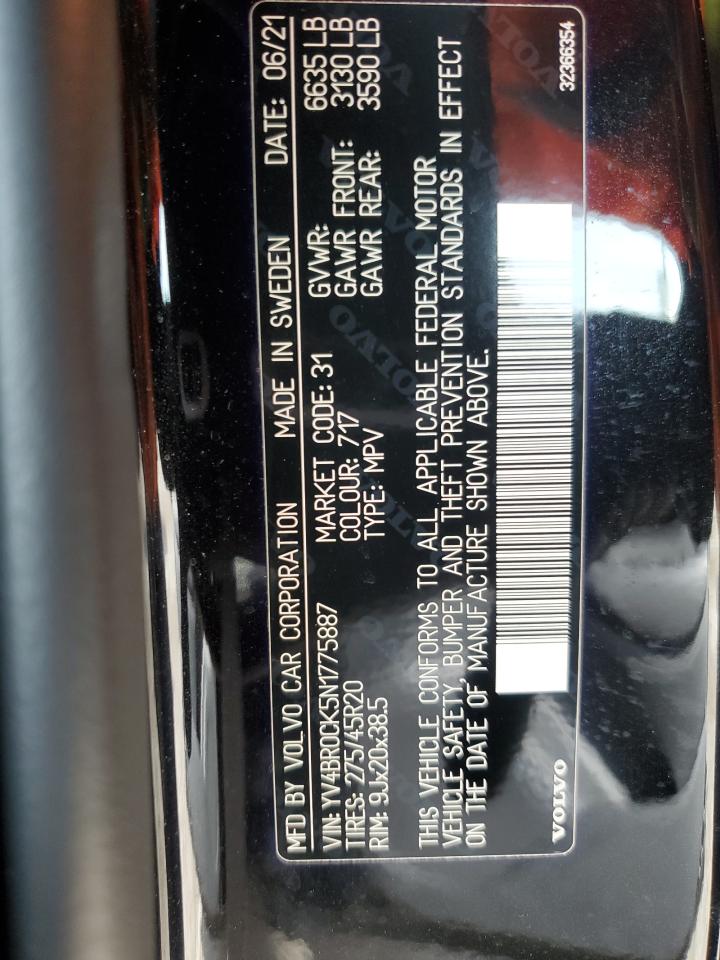 MFD BY VOLVO CAR CORPORATION MADE IN SWEDEN DATE: 06/21
VIN: YV4BR0CK5N1775887 MARKET CODE: 31 GVWR: 6635 LB
TIRES: 275/45R20 COLOUR: 717 GAWR FRONT: 3130 LB
RIM: 9Jx20x38.5 TYPE: MPV GAWR REAR: 3590 LB
THIS VEHICLE CONFORMS TO ALL APPLICABLE FEDERAL MOTOR
VEHICLE SAFETY, BUMPER AND THEFT PREVENTION STANDARDS IN EFFECT
ON THE DATE OF MANUFACTURE SHOWN ABOVE.
VOLVO 32366354